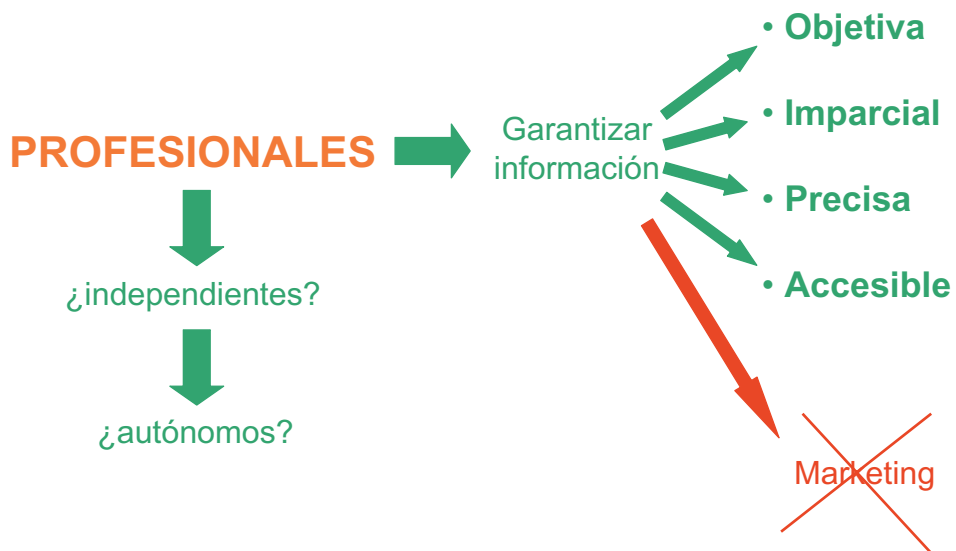 PROFESIONALES
¿independientes?
¿autónomos?
Garantizar
información
• Objetiva
• Imparcial
• Precisa
• Accesible
Marketing